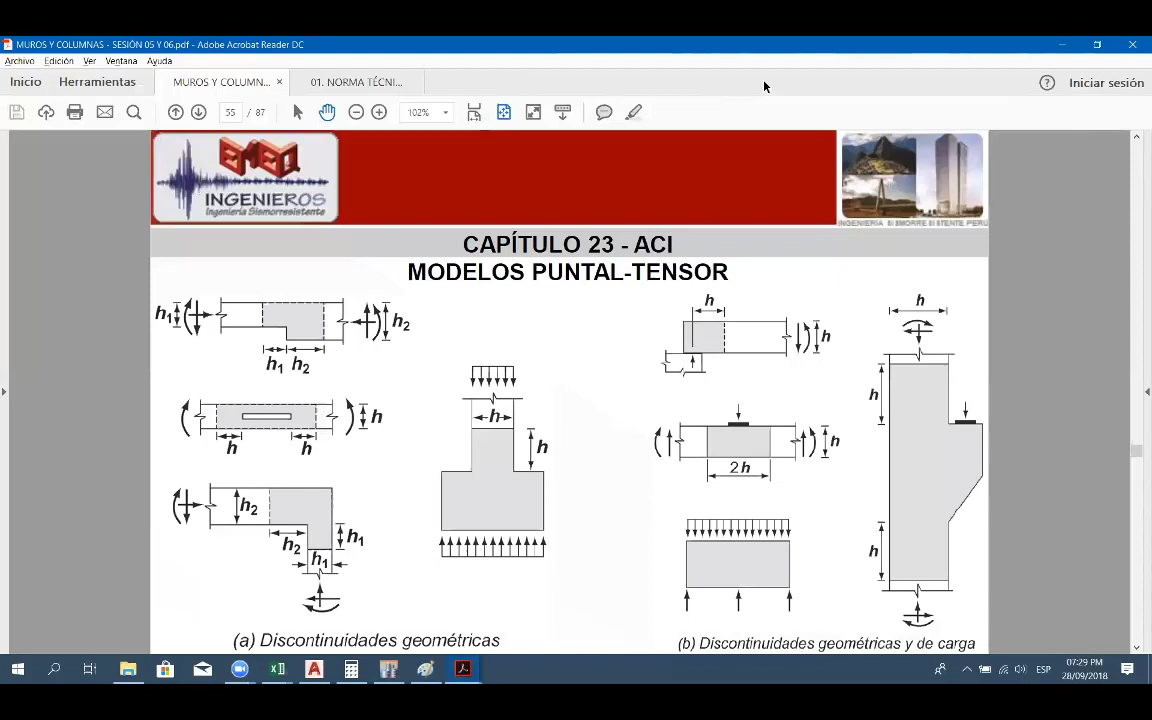 MUROS Y COLUMNAS - SESIÓN 05 Y 06.pdf - Adobe Acrobat Reader DC
Archivo Edición Ver Ventana Ayuda
Inicio Herramientas MUROS Y COLUMN... × 01. NORMA TÉCNI... Iniciar sesión
55 / 87 102%
EMEQ
INGENIEROS
Ingeniería Sismorresistente
CAPÍTULO 23 - ACI
MODELOS PUNTAL-TENSOR
h1 h2
h1 h2
h
h h
h2
h2 h1
h1
h
h
h
h
h
2h
h
h
h
(a) Discontinuidades geométricas
(b) Discontinuidades geométricas y de carga
ESP
07:29 PM
28/09/2018